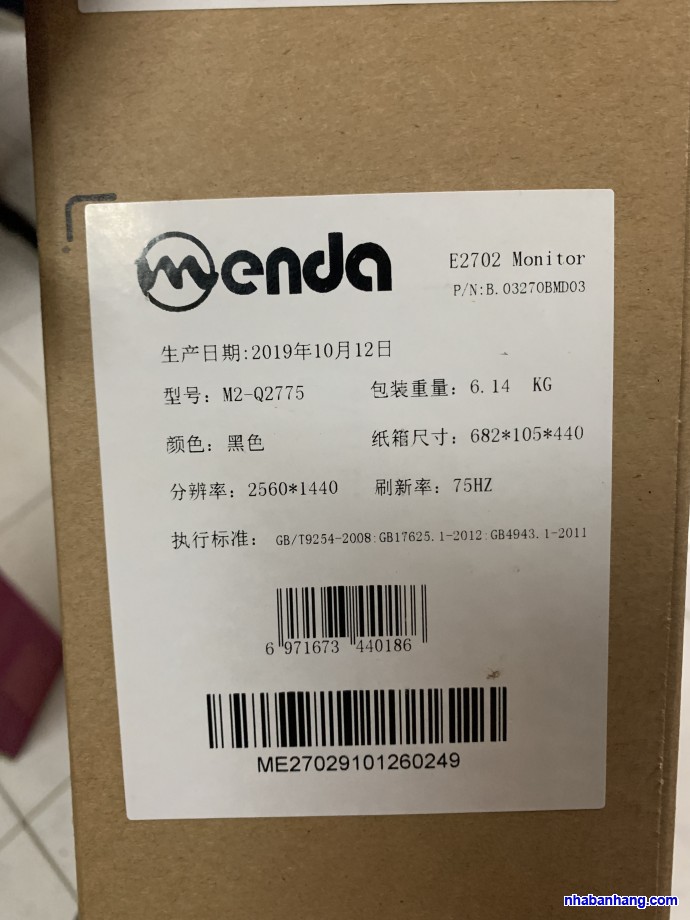 menda
E2702 Monitor
P/N:B.03270BMD03
生产日期:2019年10月12日
型号: M2-Q2775 包装重量: 6.14 KG
颜色: 黑色 纸箱尺寸: 682*105*440
分辨率: 2560*1440 刷新率: 75HZ
执行标准: GB/T9254-2008:GB17625.1-2012:GB4943.1-2011
6 971673 440186
ME27029101260249
nhabanhang.com